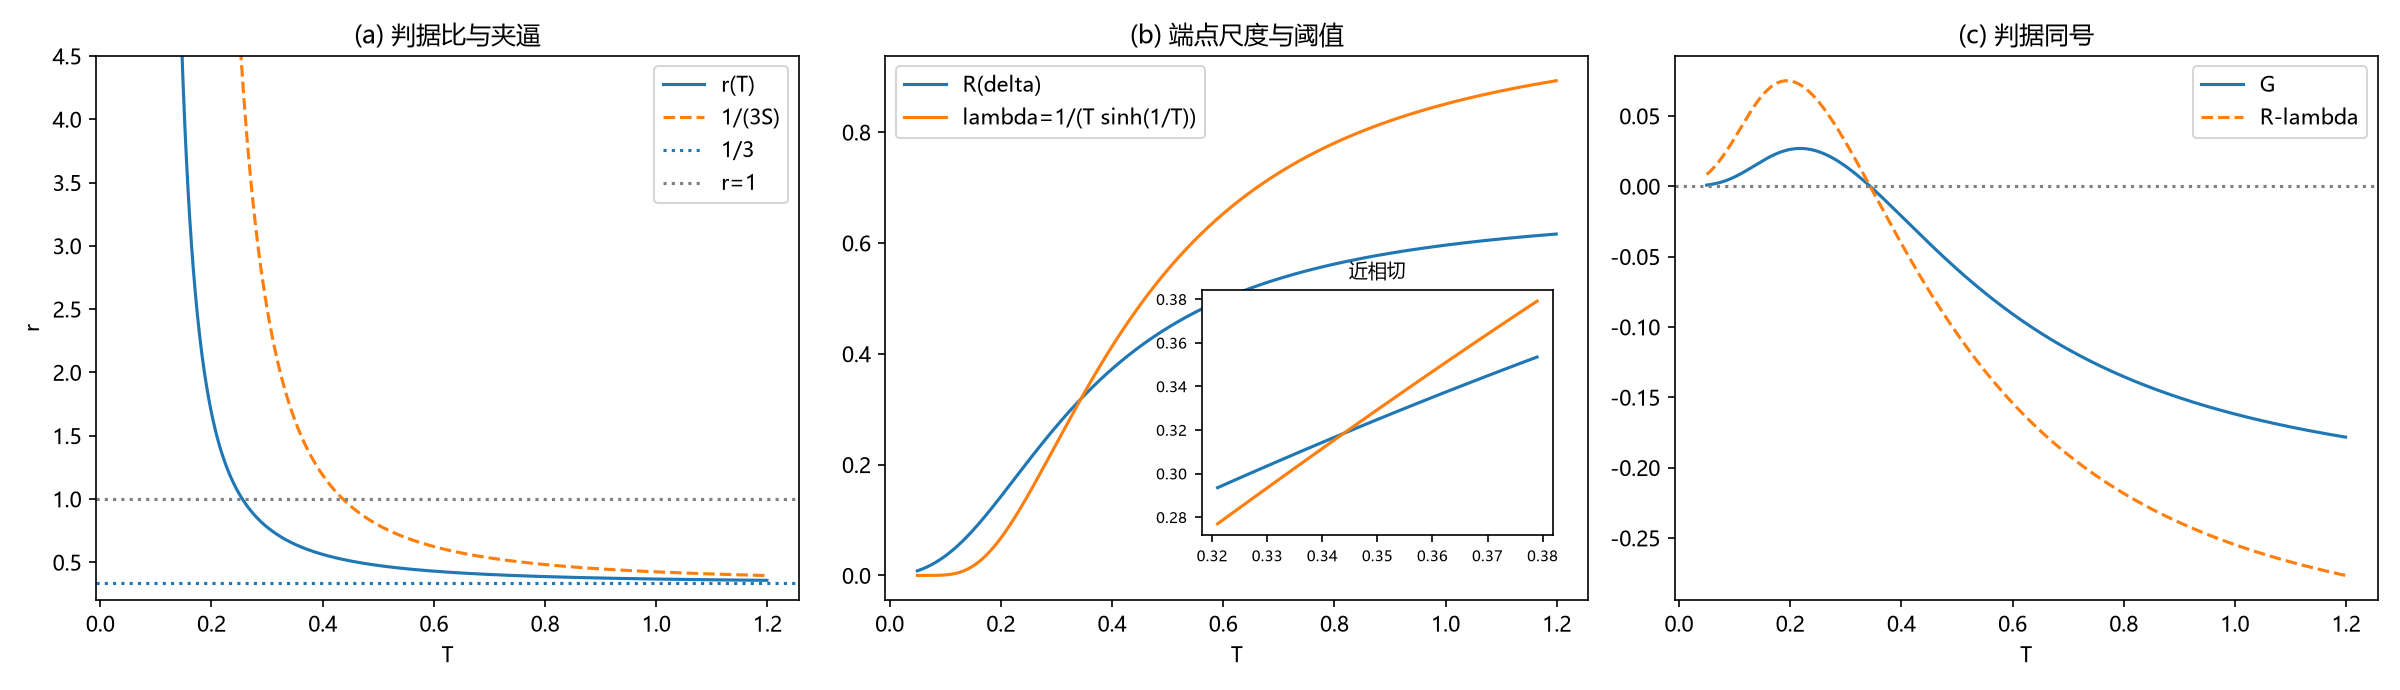 (a) 判据比与夹逼
4.5
4.0
3.5
3.0
2.5
2.0
1.5
1.0
0.5
r
r(T)
1/(3S)
1/3
r=1
0.0 0.2 0.4 0.6 0.8 1.0 1.2
T
(b) 端点尺度与阈值
R(delta)
lambda=1/(T sinh(1/T))
0.8
0.6
0.4
0.2
0.0
近相切
0.38
0.36
0.34
0.32
0.30
0.28
0.32 0.33 0.34 0.35 0.36 0.37 0.38
0.0 0.2 0.4 0.6 0.8 1.0 1.2
T
(c) 判据同号
G
R-lambda
0.05
0.00
-0.05
-0.10
-0.15
-0.20
-0.25
0.0 0.2 0.4 0.6 0.8 1.0 1.2
T